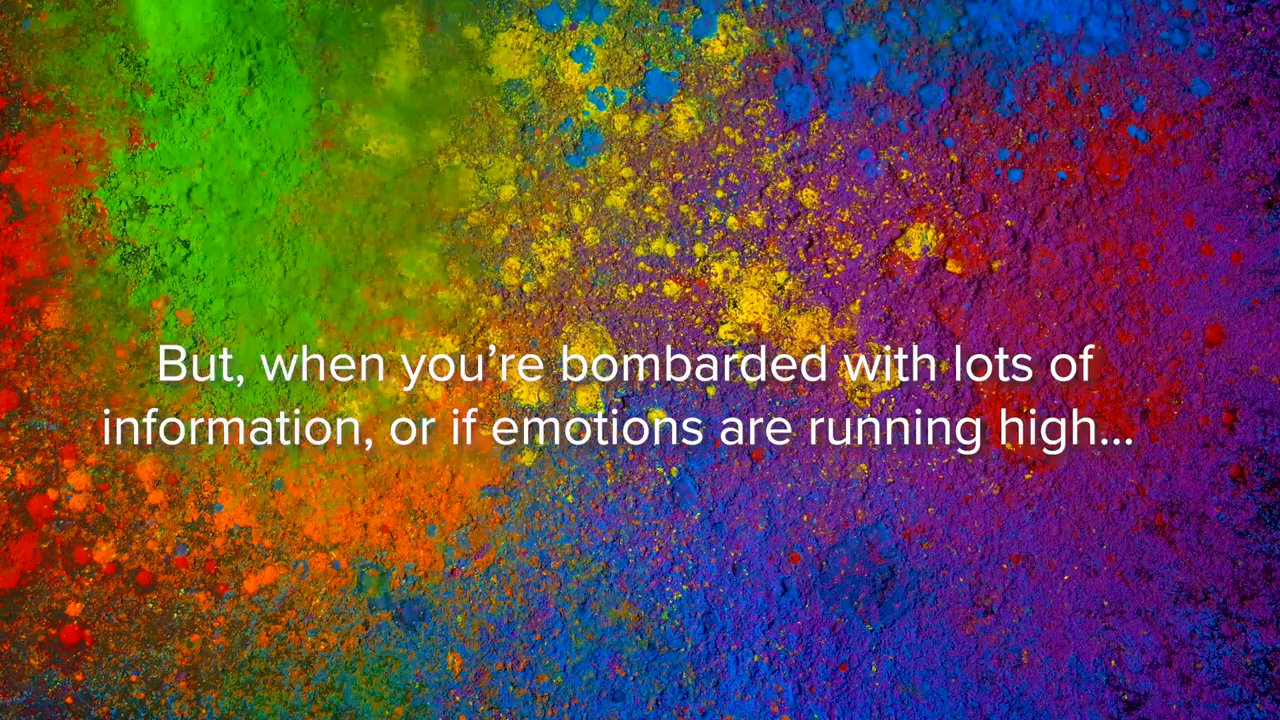 But, when you’re bombarded with lots of
information, or if emotions are running high...